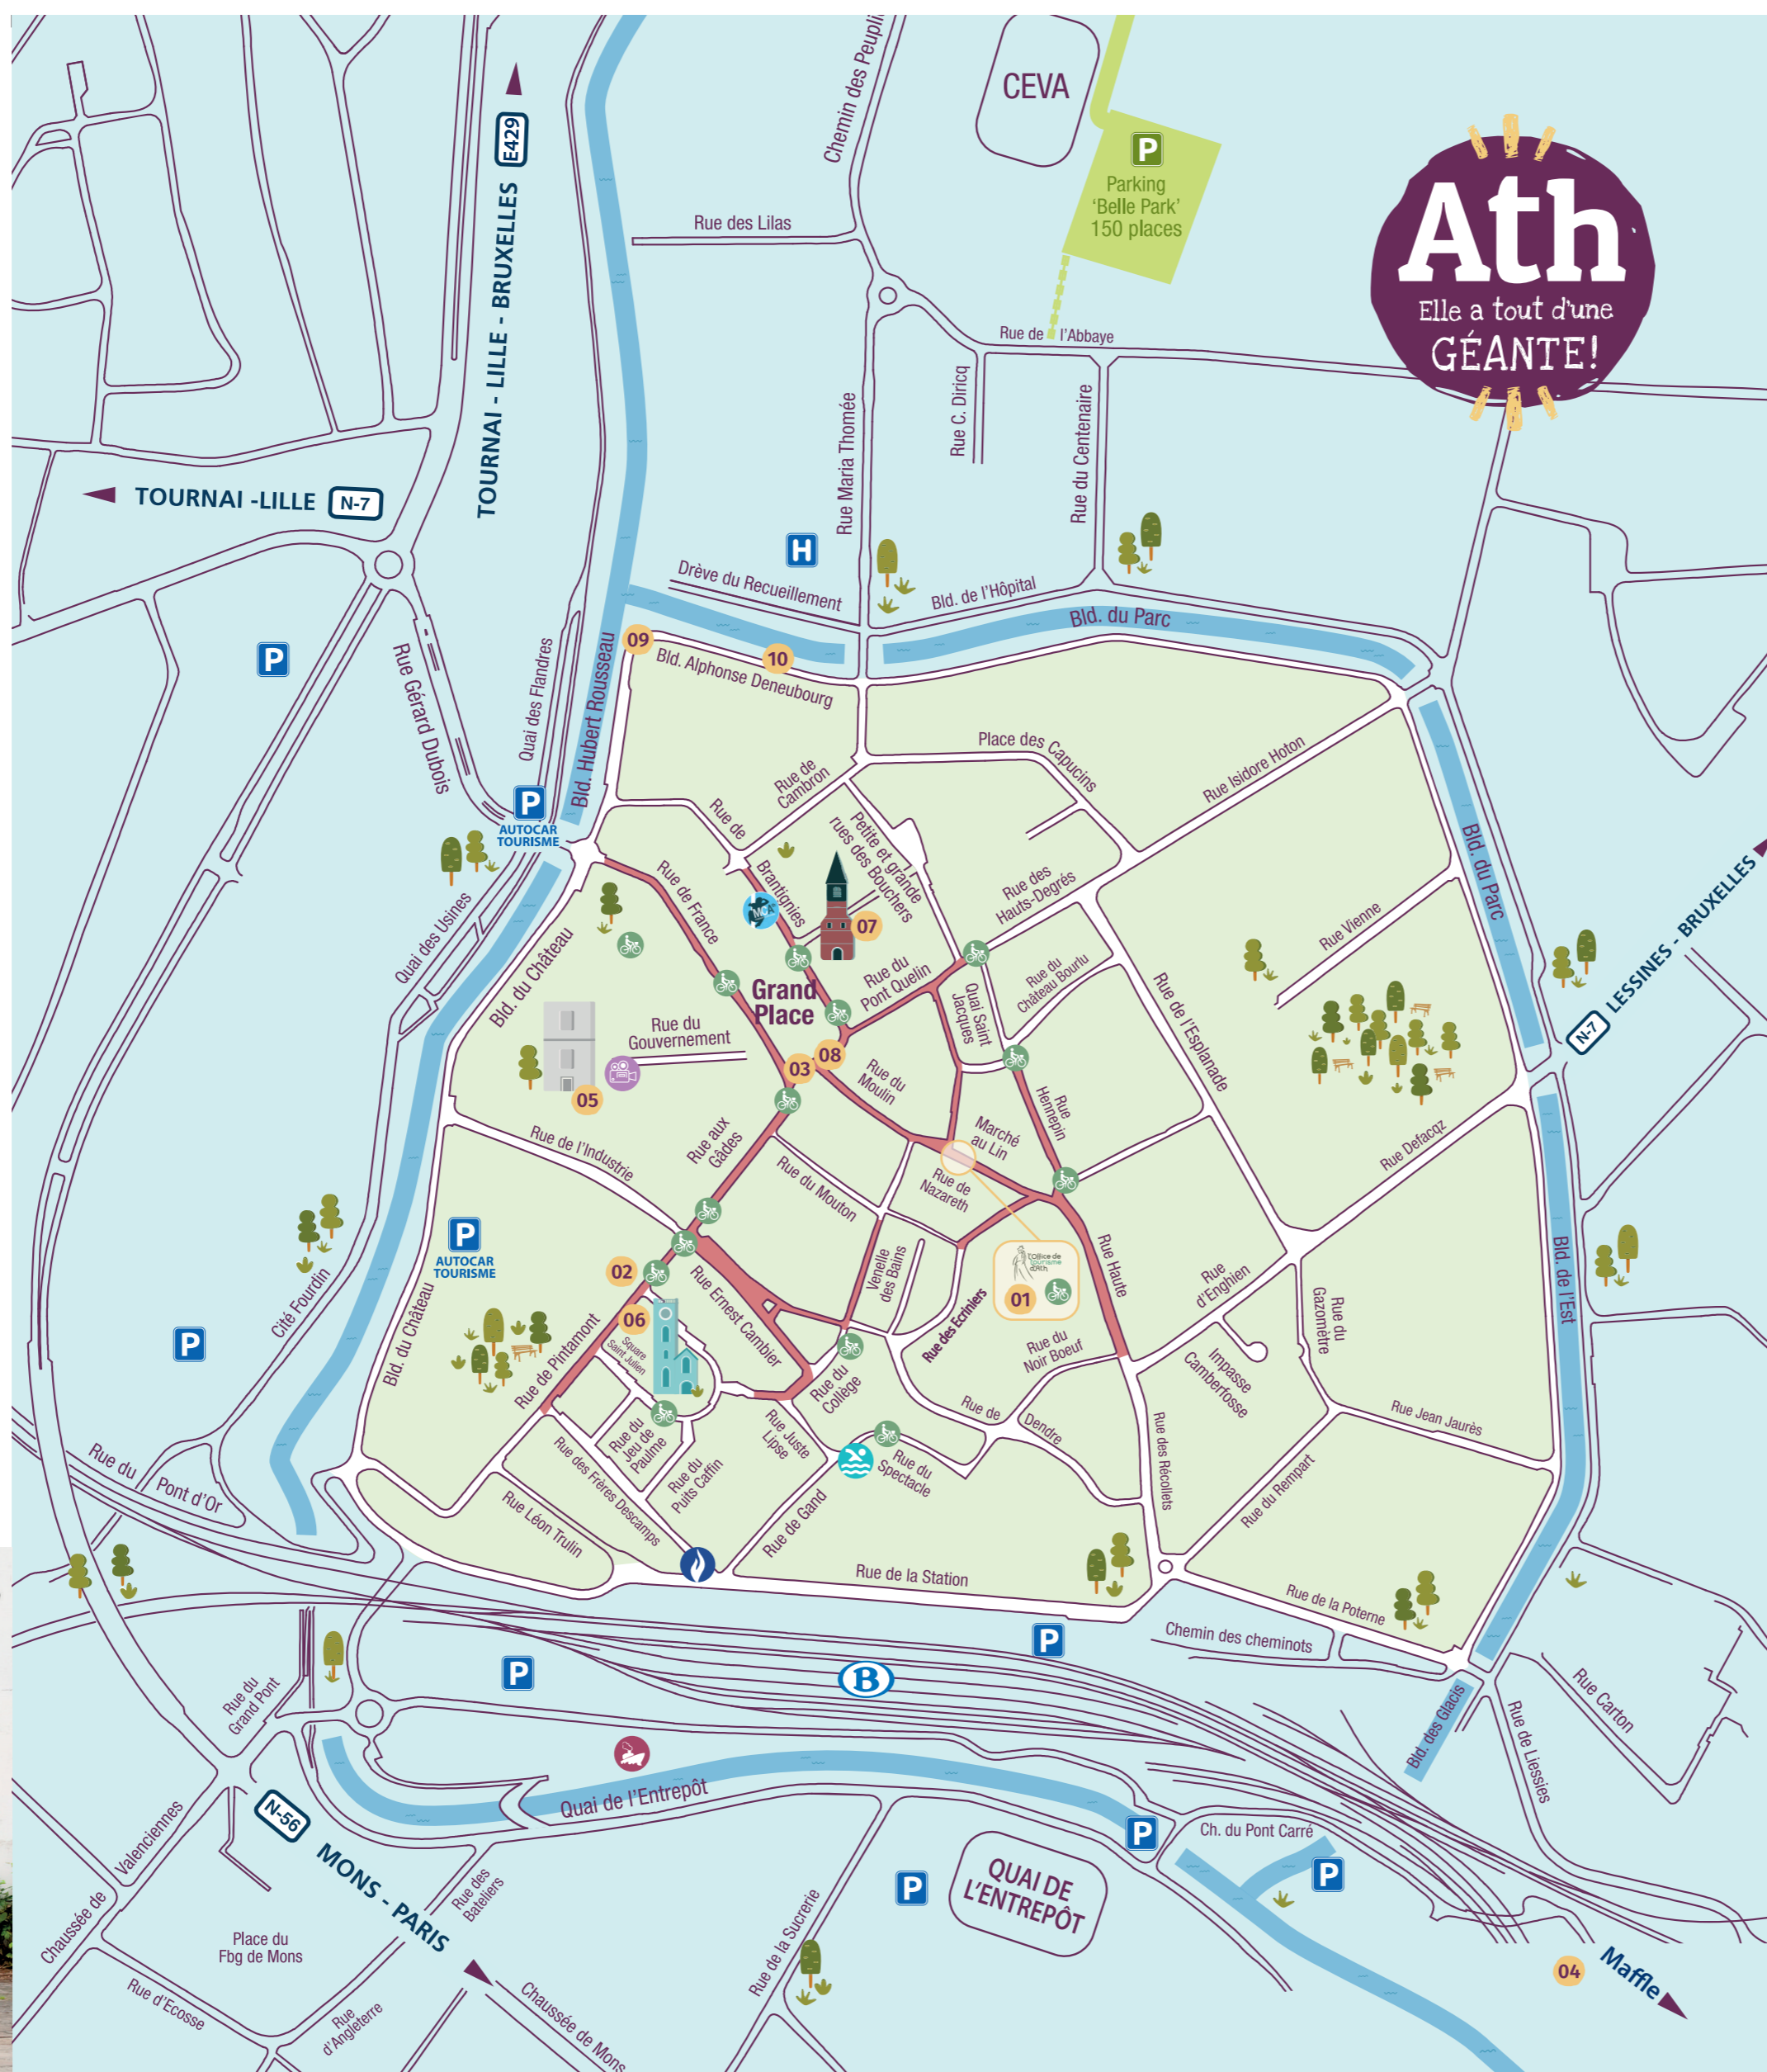 CEVA
Chemin des Peupli
P
Parking
'Belle Park'
150 places
Ath
Elle a tout d'une
GÉANTE!
E429
TOURNAI - LILLE - BRUXELLES
Rue des Lilas
Rue de l'Abbaye
Rue C. Diricq
Rue du Centenaire
Rue Maria Thomée
TOURNAI -LILLE
N-7
H
Drève du Recueillement
Bld. de l'Hôpital
Bld. du Parc
P
09
10
Bld. Alphonse Deneubourg
Rue Gérard Dubois
Quai des Flandres
Bld. Hubert Rousseau
P
AUTOCAR
TOURISME
Place des Capucins
Rue Isidore Hoton
Rue de
Cambron
Rue de
Brantignies
Petite et grande
rues des Bouchers
Rue de France
MCA
07
Rue des
Hauts-Degrés
Bld. du Parc
LESSINES - BRUXELLES
N-7
Rue Vienne
Quai des Usines
Bld. du Château
Grand
Place
Rue du
Pont Quelin
Quai Saint
Jacques
Rue du
Château Bourlu
Rue de l'Esplanade
Rue du
Gouvernement
08
03
05
Rue du
Moulin
Rue
Hennepin
Marché
au Lin
Rue Defacqz
Rue de l'Industrie
Rue aux
Gâdes
Rue du Mouton
Rue de
Nazareth
P
AUTOCAR
TOURISME
02
06
Square
Saint Julien
Rue Ernest Cambier
Venelle
des Bains
l'Office de
Tourisme
d'Ath
01
Rue Haute
Rue
d'Enghien
Rue du
Gazomètre
Bld. de l'Est
Cité Fourdin
P
Bld. du Château
Rue de Pintamont
Rue des Ecriniers
Rue du
Noir Boeuf
Impasse
Camberfosse
Rue du
Collège
Rue de
Dendre
Rue Jean Jaurès
Rue du
Jeu de
Paulme
Rue Juste
Lipse
Rue du
Spectacle
Rue des Récollets
Rue du Rempart
Rue du
Pont d'Or
Rue des Frères Descamps
Rue du
Puits Caffin
Rue Léon Trulin
Rue de Gand
Rue de la Station
Rue de la Poterne
Chemin des cheminots
P
P
B
Rue du
Grand Pont
Bld. des Glacis
Rue de Liessies
Rue Carton
Quai de l'Entrepôt
N-56
MONS - PARIS
Chaussée de
Valenciennes
Rue des
Bateliers
P
Ch. du Pont Carré
P
P
QUAI DE
L'ENTREPÔT
Rue de la Sucrerie
Place du
Fbg de Mons
Rue d'Ecosse
Rue
d'Angleterre
Chaussée de Mons
04
Maffle